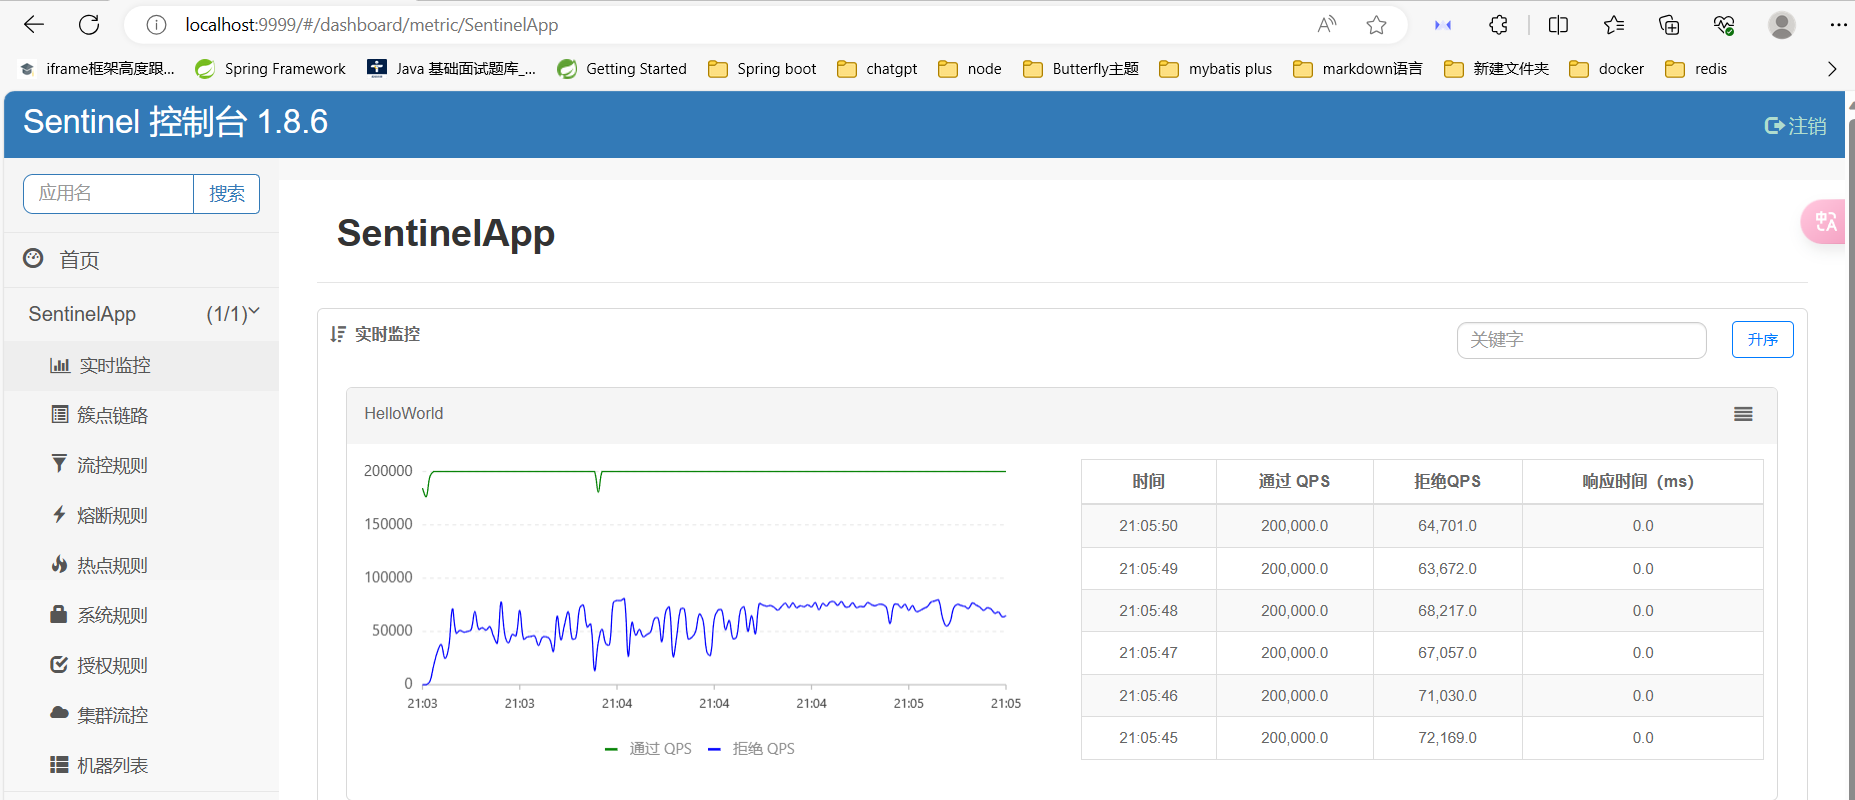 localhost:9999/#/dashboard/metric/SentinelApp
iframe框架高度跟... Spring Framework Java 基础面试题库_... Getting Started Spring boot chatgpt node Butterfly主题 mybatis plus markdown语言 新建文件夹 docker redis
Sentinel 控制台 1.8.6 注销
应用名 搜索
首页
SentinelApp (1/1)
实时监控
簇点链路
流控规则
熔断规则
热点规则
系统规则
授权规则
集群流控
机器列表
SentinelApp
实时监控 关键字 升序
HelloWorld
200000
150000
100000
50000
0
21:03 21:03 21:04 21:04 21:04 21:05 21:05
通过 QPS 拒绝 QPS
时间 通过 QPS 拒绝QPS 响应时间（ms）
21:05:50 200,000.0 64,701.0 0.0
21:05:49 200,000.0 63,672.0 0.0
21:05:48 200,000.0 68,217.0 0.0
21:05:47 200,000.0 67,057.0 0.0
21:05:46 200,000.0 71,030.0 0.0
21:05:45 200,000.0 72,169.0 0.0